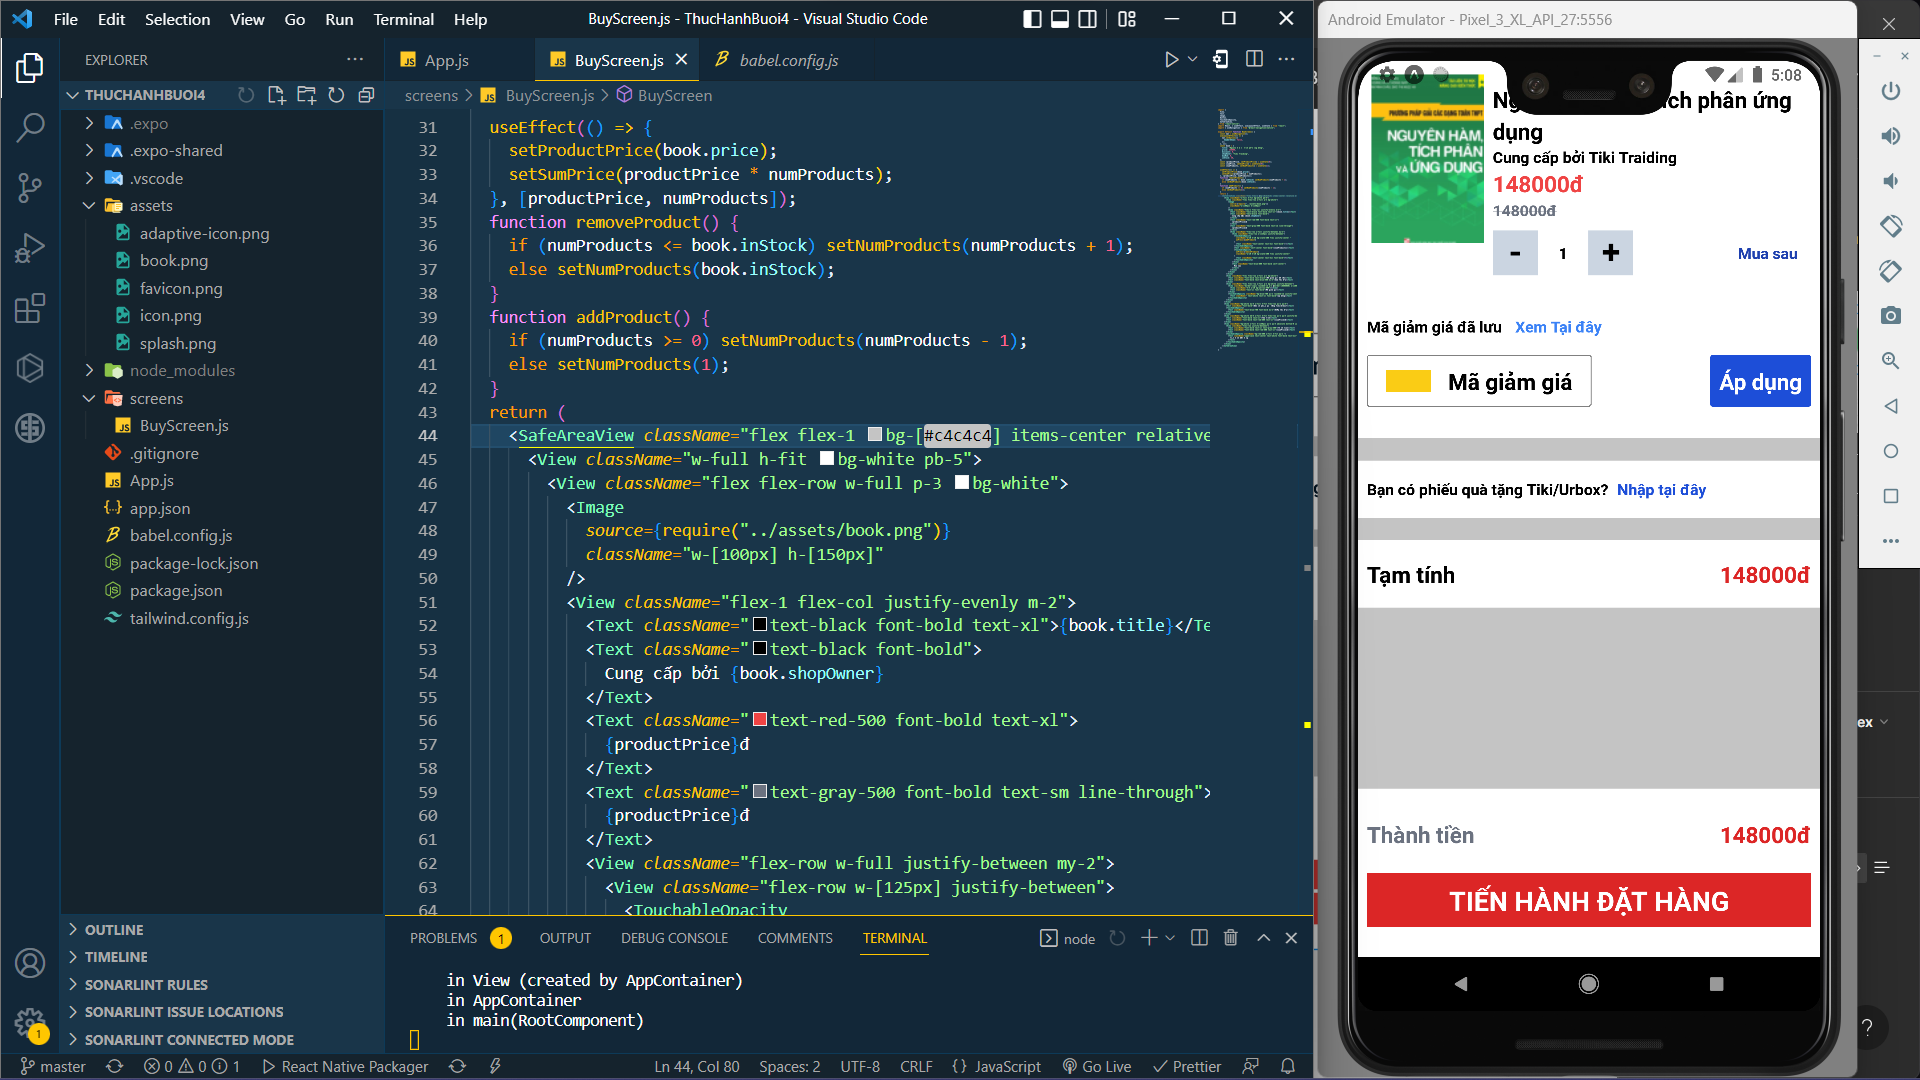 File Edit Selection View Go Run Terminal Help
BuyScreen.js - ThucHanhBuoi4 - Visual Studio Code
EXPLORER
THUCHANHBUOI4
.expo
.expo-shared
.vscode
assets
adaptive-icon.png
book.png
favicon.png
icon.png
splash.png
node_modules
screens
BuyScreen.js
.gitignore
App.js
app.json
babel.config.js
package-lock.json
package.json
tailwind.config.js
OUTLINE
TIMELINE
SONARLINT RULES
SONARLINT ISSUE LOCATIONS
SONARLINT CONNECTED MODE
1
App.js BuyScreen.js babel.config.js
screens > BuyScreen.js > BuyScreen
31 useEffect(() => {
32 setProductPrice(book.price);
33 setSumPrice(productPrice * numProducts);
34 }, [productPrice, numProducts]);
35 function removeProduct() {
36 if (numProducts <= book.inStock) setNumProducts(numProducts + 1);
37 else setNumProducts(book.inStock);
38 }
39 function addProduct() {
40 if (numProducts >= 0) setNumProducts(numProducts - 1);
41 else setNumProducts(1);
42 }
43 return (
44 <SafeAreaView className="flex flex-1 bg-[#c4c4c4] items-center relative
45 <View className="w-full h-fit bg-white pb-5">
46 <View className="flex flex-row w-full p-3 bg-white">
47 <Image
48 source={require("../assets/book.png")}
49 className="w-[100px] h-[150px]"
50 />
51 <View className="flex-1 flex-col justify-evenly m-2">
52 <Text className="text-black font-bold text-xl">{book.title}</Te
53 <Text className="text-black font-bold">
54 Cung cấp bởi {book.shopOwner}
55 </Text>
56 <Text className="text-red-500 font-bold text-xl">
57 {productPrice}đ
58 </Text>
59 <Text className="text-gray-500 font-bold text-sm line-through">
60 {productPrice}đ
61 </Text>
62 <View className="flex-row w-full justify-between my-2">
63 <View className="flex-row w-[125px] justify-between">
64 <TouchableOpacity
PROBLEMS 1 OUTPUT DEBUG CONSOLE COMMENTS TERMINAL
node
in View (created by AppContainer)
in AppContainer
in main(RootComponent)
master 0 0 1 React Native Packager
Ln 44, Col 80 Spaces: 2 UTF-8 CRLF {} JavaScript Go Live Prettier
Android Emulator - Pixel_3_XL_API_27:5556
5:08
PHƯƠNG PHÁP GIẢI CÁC DẠNG TOÁN THPT
NGUYÊN HÀM,
TÍCH PHÂN
VÀ ỨNG DỤNG
ích phân ứng
dụng
Cung cấp bởi Tiki Traiding
148000đ
148000đ
- 1 +
Mua sau
Mã giảm giá đã lưu Xem Tại đây
Mã giảm giá
Áp dụng
Bạn có phiếu quà tặng Tiki/Urbox? Nhập tại đây
Tạm tính 148000đ
Thành tiền 148000đ
TIẾN HÀNH ĐẶT HÀNG
ex
?